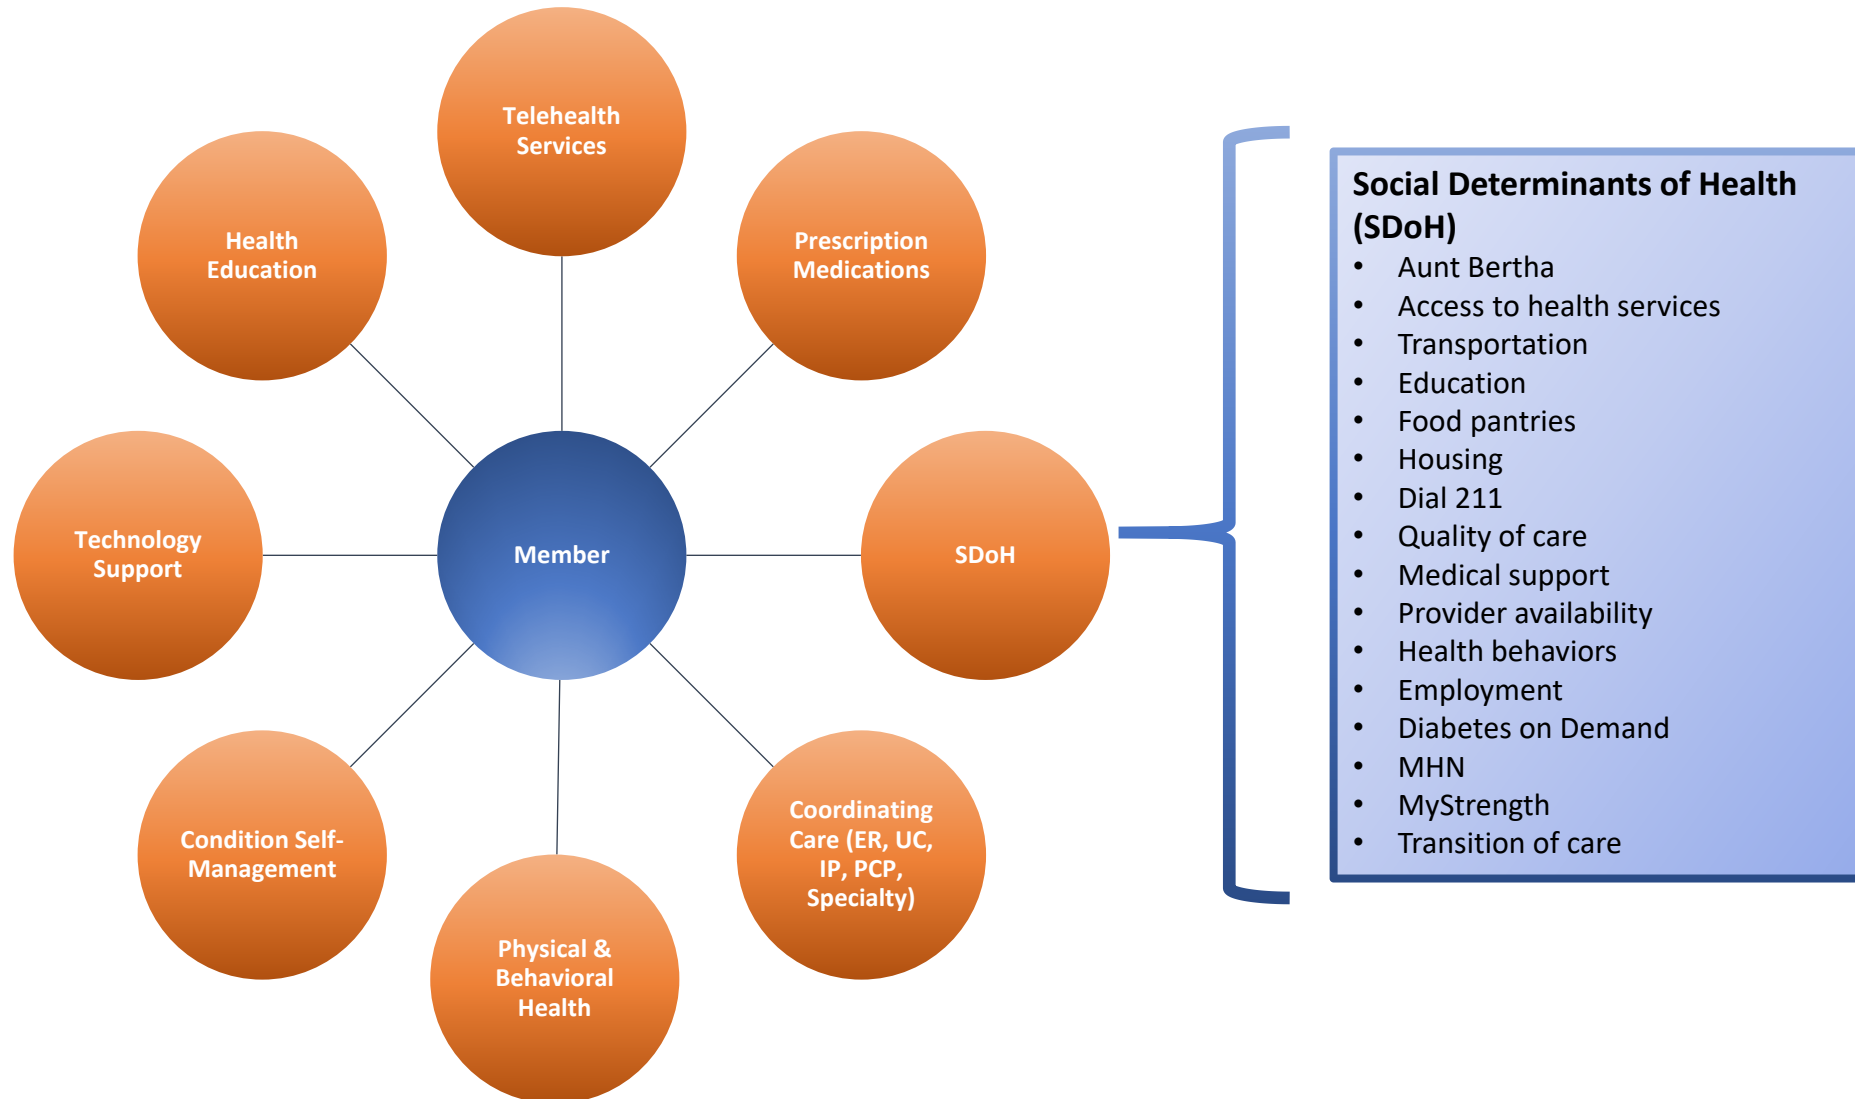 Telehealth
Services
Prescription
Medications
SDoH
Coordinating
Care (ER, UC,
IP, PCP,
Specialty)
Physical &
Behavioral
Health
Condition Self-
Management
Technology
Support
Health
Education
Member
Social Determinants of Health
(SDoH)
• Aunt Bertha
• Access to health services
• Transportation
• Education
• Food pantries
• Housing
• Dial 211
• Quality of care
• Medical support
• Provider availability
• Health behaviors
• Employment
• Diabetes on Demand
• MHN
• MyStrength
• Transition of care